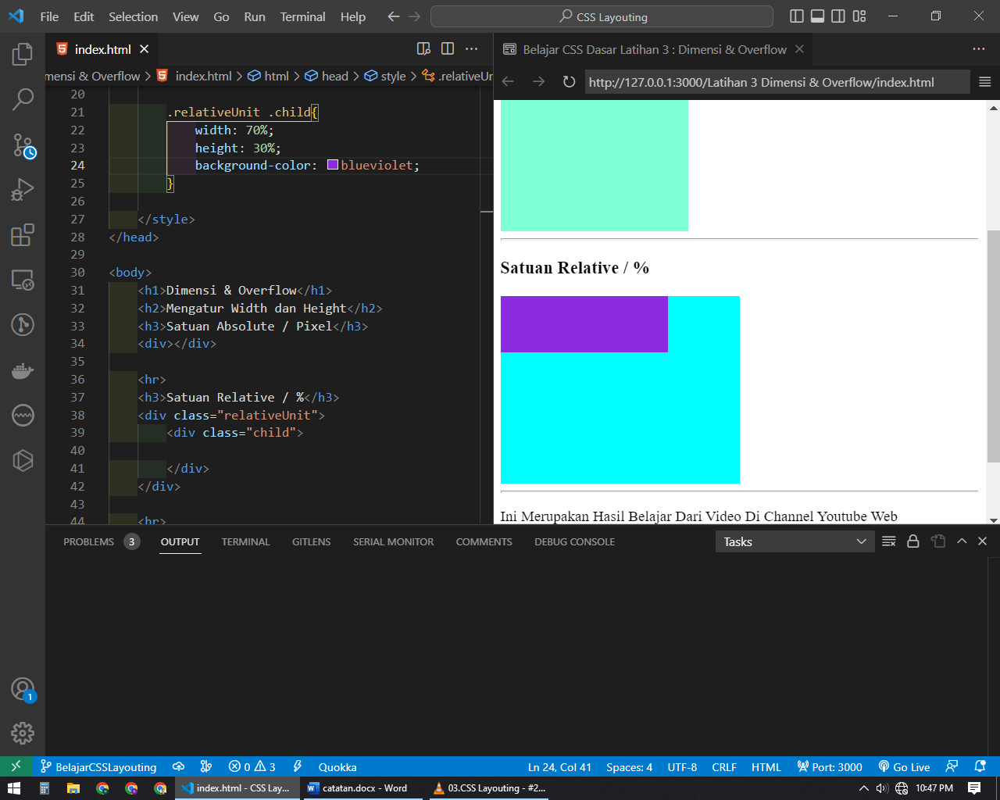 File Edit Selection View Go Run Terminal Help
CSS Layouting
index.html
Belajar CSS Dasar Latihan 3 : Dimensi & Overflow
mensi & Overflow > index.html > html > head > style > .relativeUr
http://127.0.0.1:3000/Latihan 3 Dimensi & Overflow/index.html
20
21 .relativeUnit .child{
22 width: 70%;
23 height: 30%;
24 background-color: blueviolet;
25 }
26
27 </style>
28 </head>
29
30 <body>
31 <h1>Dimensi & Overflow</h1>
32 <h2>Mengatur Width dan Height</h2>
33 <h3>Satuan Absolute / Pixel</h3>
34 <div></div>
35
36 <hr>
37 <h3>Satuan Relative / %</h3>
38 <div class="relativeUnit">
39 <div class="child">
40
41 </div>
42 </div>
43
44 <hr>
Satuan Relative / %
Ini Merupakan Hasil Belajar Dari Video Di Channel Youtube Web
PROBLEMS 3 OUTPUT TERMINAL GITLENS SERIAL MONITOR COMMENTS DEBUG CONSOLE
Tasks
1
BelajarCSSLayouting 0 3 Quokka
Ln 24, Col 41 Spaces: 4 UTF-8 CRLF HTML Port: 3000 Go Live
index.html - CSS Lay... catatan.docx - Word 03.CSS Layouting - #2... 10:47 PM